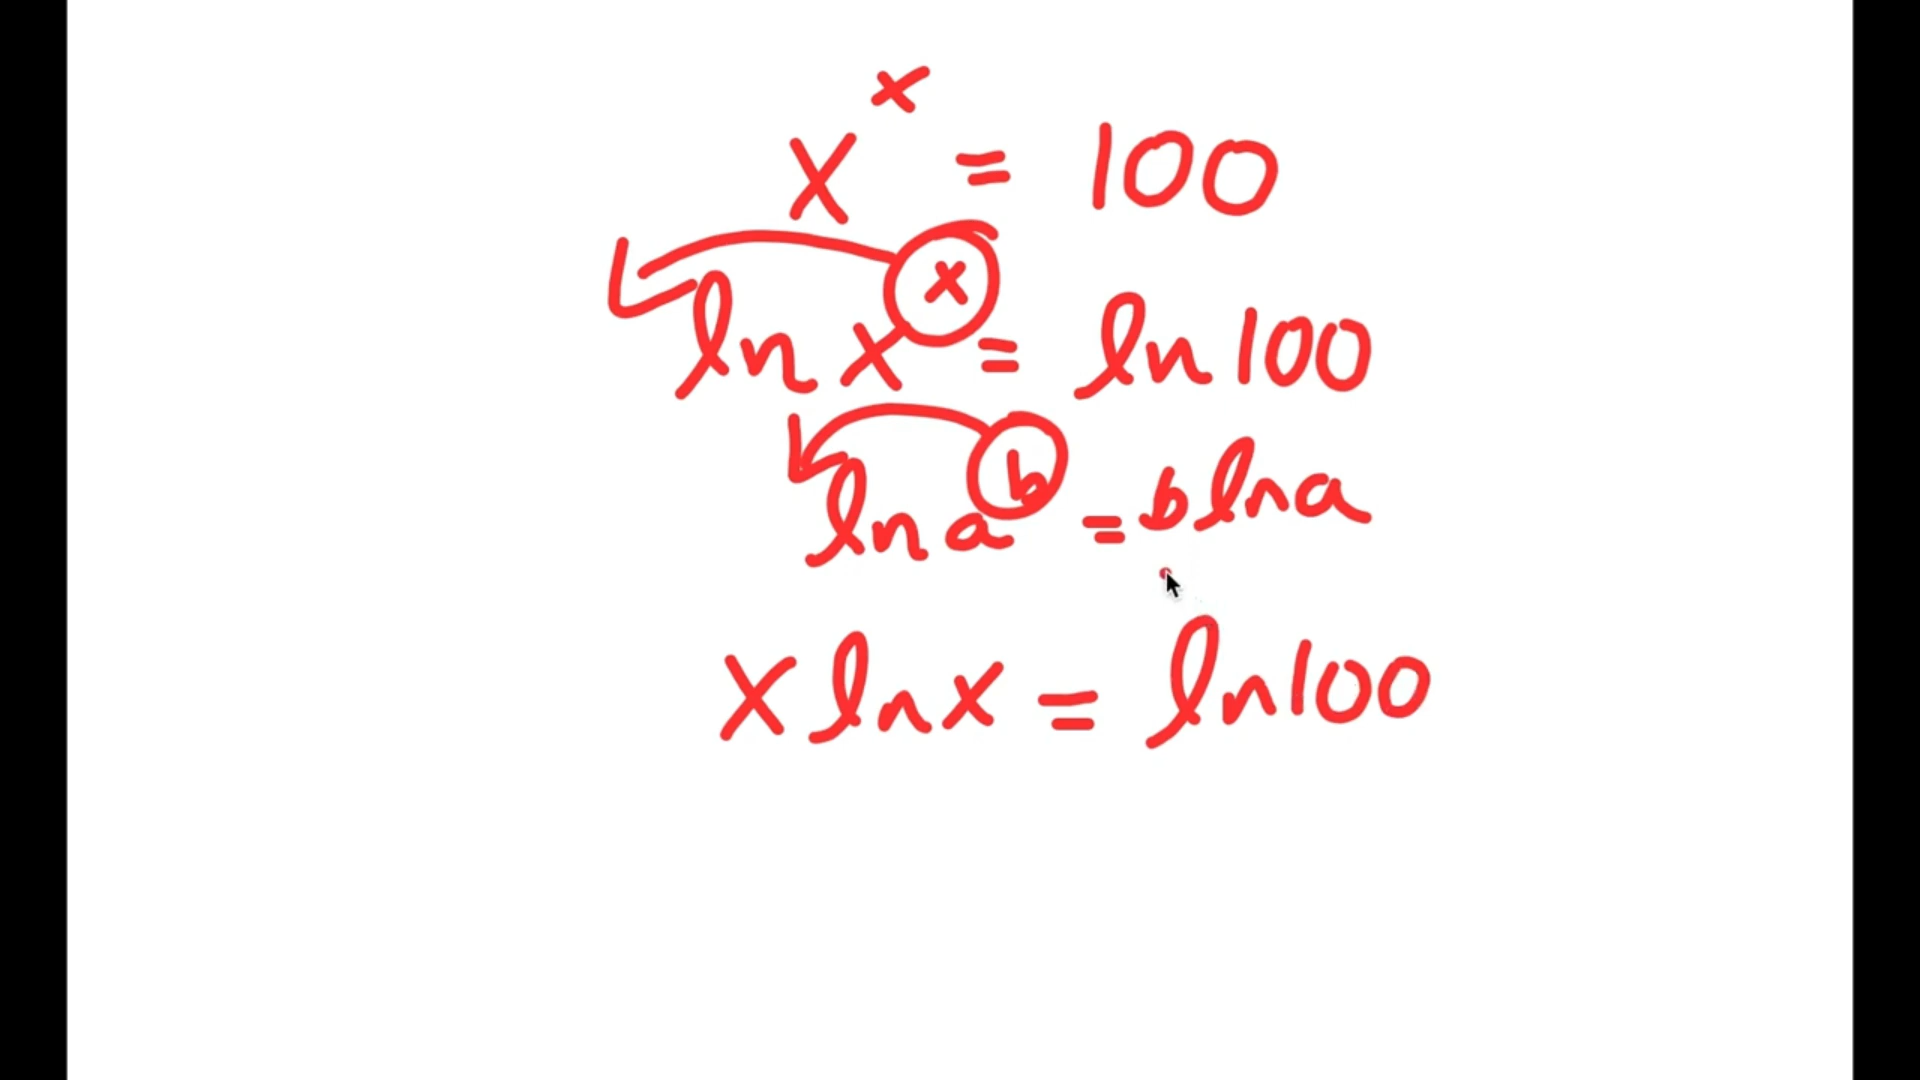 x^x = 100
ln x^x = ln 100
ln a^b = b ln a
x ln x = ln 100